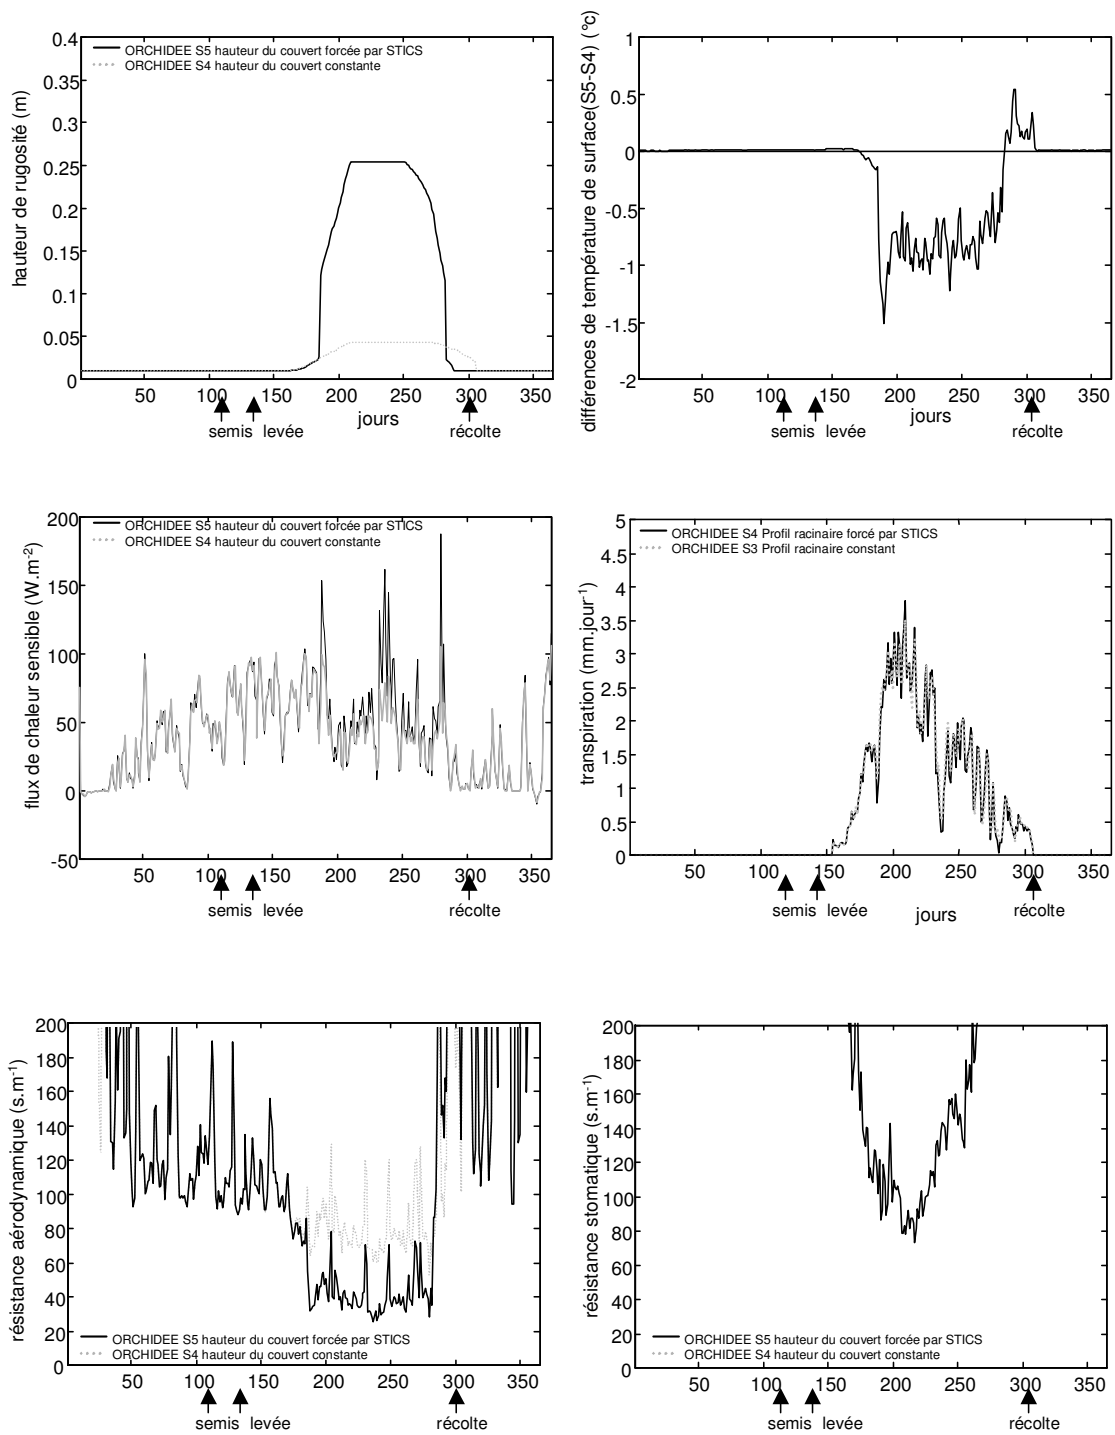 ORCHIDEE S5 hauteur du couvert forcée par STICS
ORCHIDEE S4 hauteur du couvert constante
hauteur de rugosité (m)
0.4
0.35
0.3
0.25
0.2
0.15
0.1
0.05
0
50 100 150 200 250 300 350
jours
semis levée récolte
différences de température de surface(S5-S4) (°c)
1
0.5
0
-0.5
-1
-1.5
-2
50 100 150 200 250 300 350
jours
semis levée récolte
ORCHIDEE S5 hauteur du couvert forcée par STICS
ORCHIDEE S4 hauteur du couvert constante
flux de chaleur sensible (W.m-2)
200
150
100
50
0
-50
50 100 150 200 250 300 350
semis levée récolte
ORCHIDEE S4 Profil racinaire forcé par STICS
ORCHIDEE S3 Profil racinaire constant
transpiration (mm.jour-1)
5
4.5
4
3.5
3
2.5
2
1.5
1
0.5
0
50 100 150 200 250 300 350
semis levée récolte
jours
résistance aérodynamique (s.m-1)
200
180
160
140
120
100
80
60
40
20
0
ORCHIDEE S5 hauteur du couvert forcée par STICS
ORCHIDEE S4 hauteur du couvert constante
50 100 150 200 250 300 350
semis levée récolte
résistance stomatique (s.m-1)
200
180
160
140
120
100
80
60
40
20
0
ORCHIDEE S5 hauteur du couvert forcée par STICS
ORCHIDEE S4 hauteur du couvert constante
50 100 150 200 250 300 350
semis levée récolte